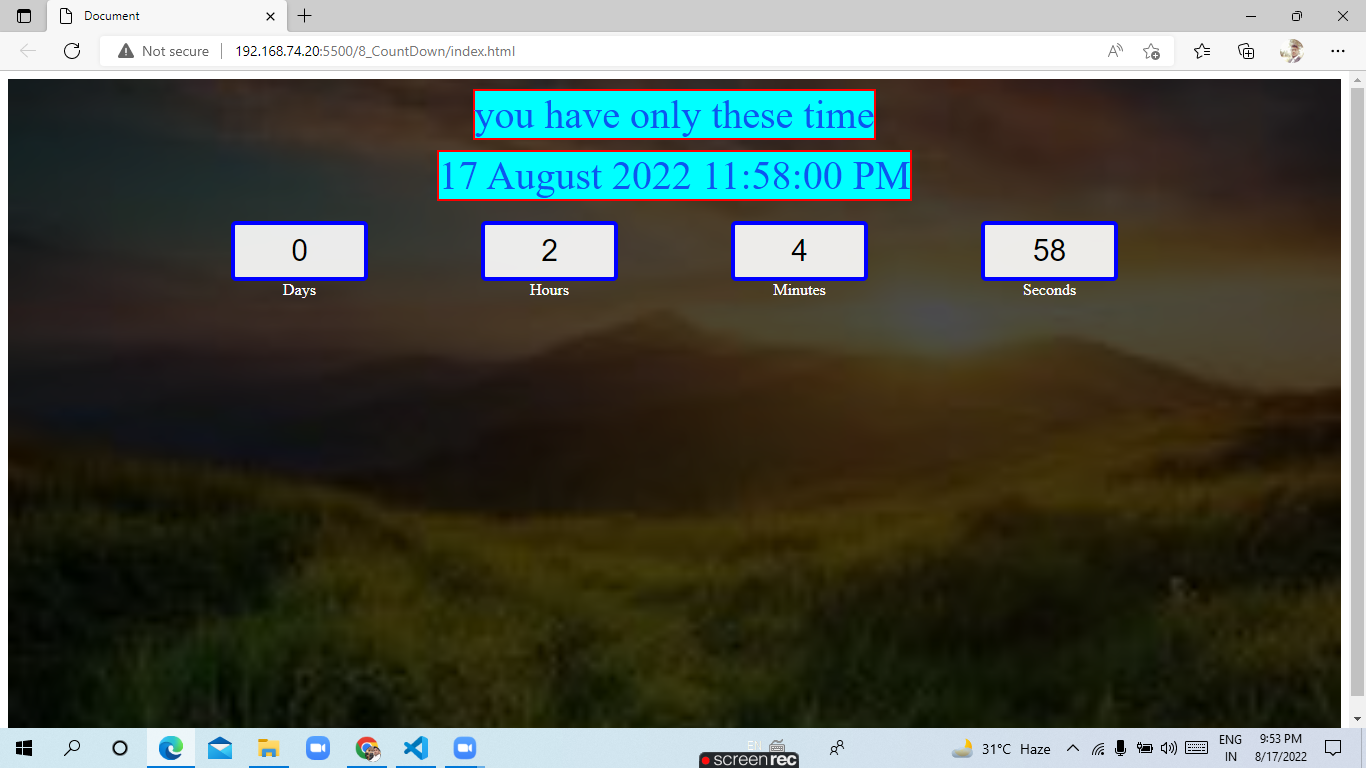 Document
Not secure
192.168.74.20:5500/8_CountDown/index.html
you have only these time
17 August 2022 11:58:00 PM
0 2 4 58
Days Hours Minutes Seconds
EN
screenrec
31°C Haze
ENG
IN
9:53 PM
8/17/2022